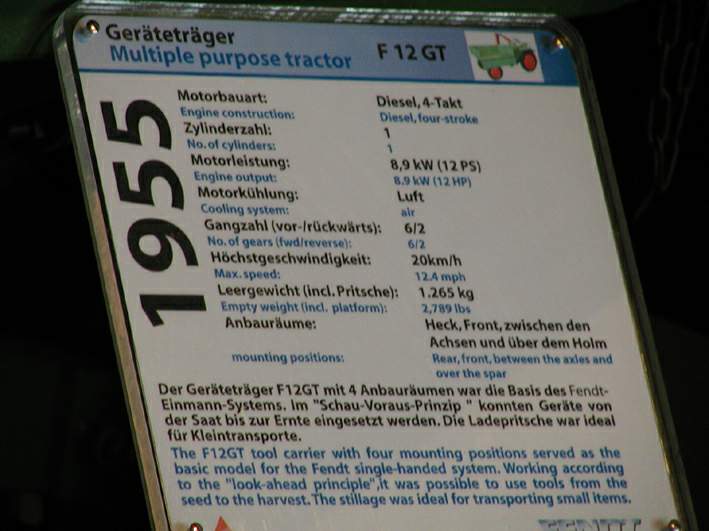 Geräteträger
Multiple purpose tractor F 12 GT
1955
Motorbauart: Diesel, 4-Takt
Engine construction: Diesel, four-stroke
Zylinderzahl: 1
No. of cylinders: 1
Motorleistung: 8,9 kW (12 PS)
Engine output: 8.9 kW (12 HP)
Motorkühlung: Luft
Cooling system: air
Gangzahl (vor-/rückwärts): 6/2
No. of gears (fwd/reverse): 6/2
Höchstgeschwindigkeit: 20km/h
Max. speed: 12.4 mph
Leergewicht (incl. Pritsche): 1.265 kg
Empty weight (incl. platform): 2,789 lbs
Anbauräume: Heck, Front, zwischen den
Achsen und über dem Holm
mounting positions: Rear, front, between the axles and
over the spar
Der Geräteträger F12GT mit 4 Anbauräumen war die Basis des Fendt-
Einmann-Systems. Im "Schau-Voraus-Prinzip " konnten Geräte von
der Saat bis zur Ernte eingesetzt werden. Die Ladepritsche war ideal
für Kleintransporte.
The F12GT tool carrier with four mounting positions served as the
basic model for the Fendt single-handed system. Working according
to the "look-ahead principle",it was possible to use tools from the
seed to the harvest. The stillage was ideal for transporting small items.
FENDT